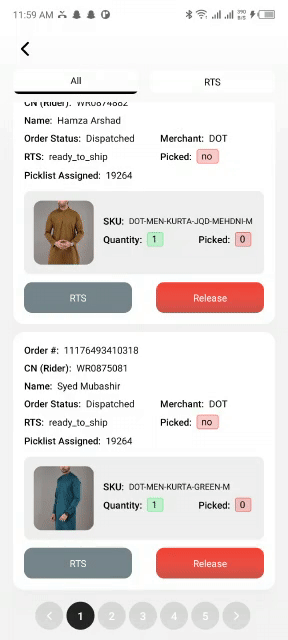 11:59 AM
390 B/S
All
RTS
CN (Rider): WR0874882
Name: Hamza Arshad
Order Status: Dispatched
Merchant: DOT
RTS: ready_to_ship
Picked: no
Picklist Assigned: 19264
SKU: DOT-MEN-KURTA-JQD-MEHDNI-M
Quantity: 1
Picked: 0
RTS
Release
Order #: 11176493410318
CN (Rider): WR0875081
Name: Syed Mubashir
Order Status: Dispatched
Merchant: DOT
RTS: ready_to_ship
Picked: no
Picklist Assigned: 19264
SKU: DOT-MEN-KURTA-GREEN-M
Quantity: 1
Picked: 0
RTS
Release
1
2
3
4
5